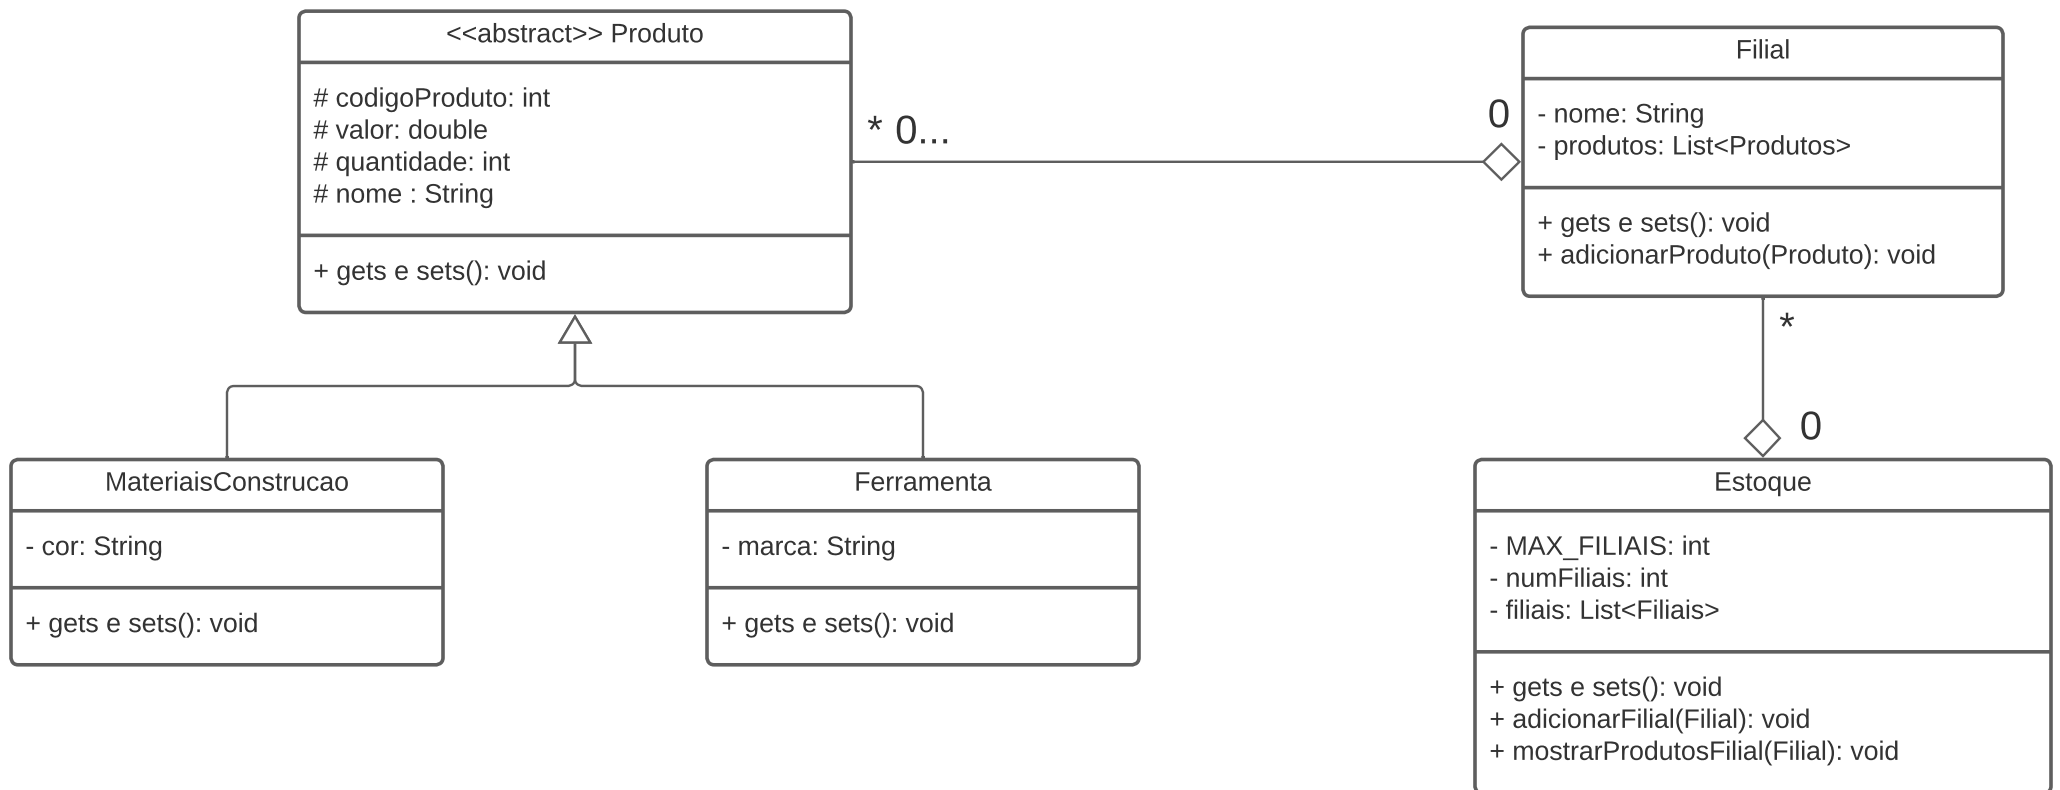 <<abstract>> Produto
# codigoProduto: int
# valor: double
# quantidade: int
# nome : String
+ gets e sets(): void
* 0...
0
Filial
- nome: String
- produtos: List<Produtos>
+ gets e sets(): void
+ adicionarProduto(Produto): void
*
0
MateriaisConstrucao
- cor: String
+ gets e sets(): void
Ferramenta
- marca: String
+ gets e sets(): void
Estoque
- MAX_FILIAIS: int
- numFiliais: int
- filiais: List<Filiais>
+ gets e sets(): void
+ adicionarFilial(Filial): void
+ mostrarProdutosFilial(Filial): void